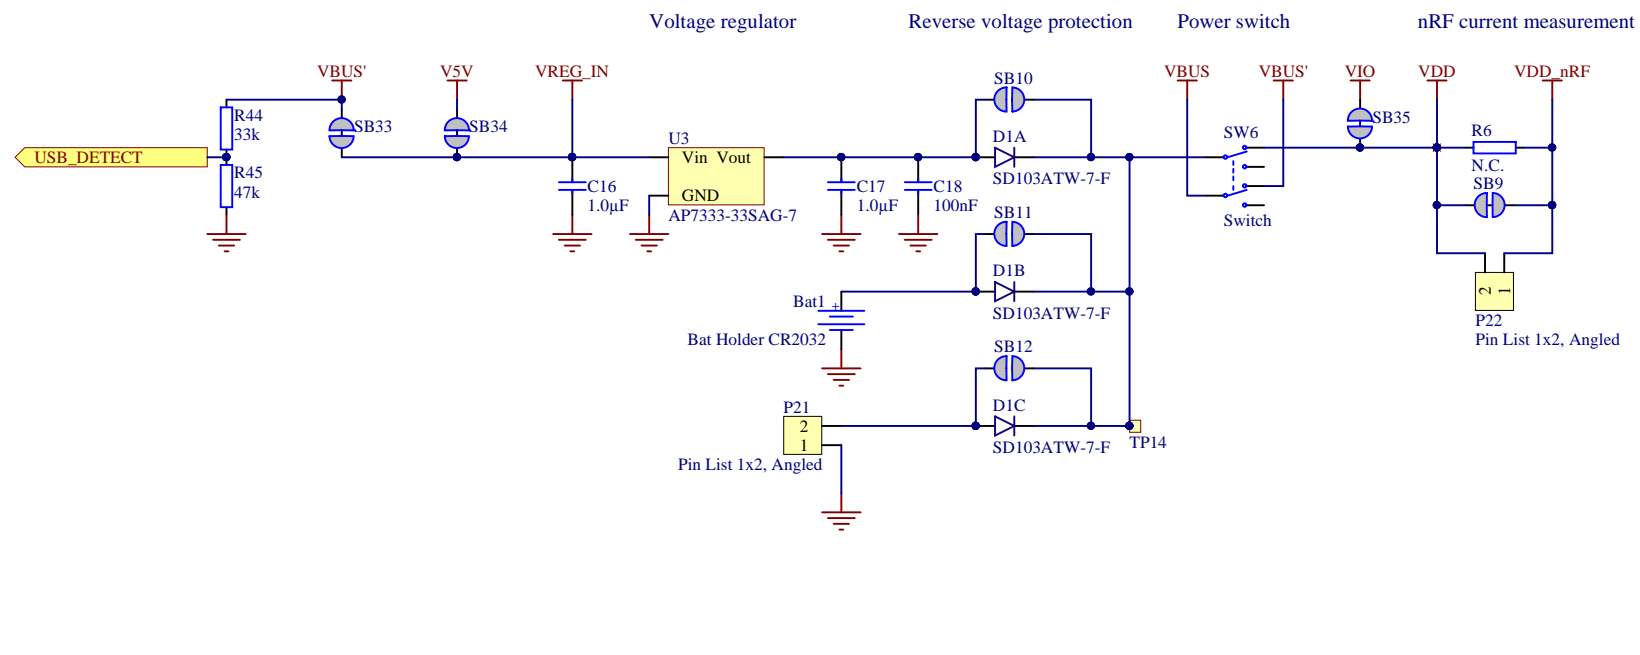 Voltage regulator
Reverse voltage protection
Power switch
nRF current measurement
VBUS'
V5V
VREG_IN
SB10
VBUS
VBUS'
VIO
VDD
VDD_nRF
R44
33k
SB33
SB34
U3
D1A
SW6
SB35
R6
USB_DETECT
Vin Vout
N.C.
R45
47k
C16
1.0µF
GND
AP7333-33SAG-7
C17
1.0µF
C18
100nF
SD103ATW-7-F
SB9
SB11
Switch
D1B
Bat1
+
SD103ATW-7-F
2
1
P22
Pin List 1x2, Angled
Bat Holder CR2032
SB12
P21
D1C
2
1
TP14
SD103ATW-7-F
Pin List 1x2, Angled